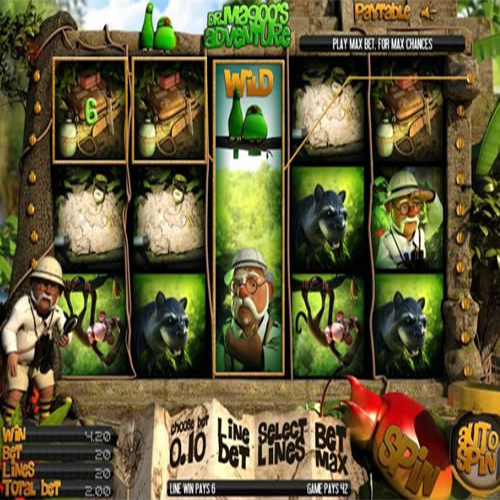 DR. MAGOO'S
ADVENTURE
PAYTABLE
PLAY MAX BET, FOR MAX CHANCES
WILD
6
WIN 4.20
BET 20
LINES 20
TOTAL BET 2.00
choose bet
0.10
LINE
BET
SELECT
LINES
BET
MAX
SPIN
AUTO
SPIN
LINE WIN PAYS 6
GAME PAYS 42